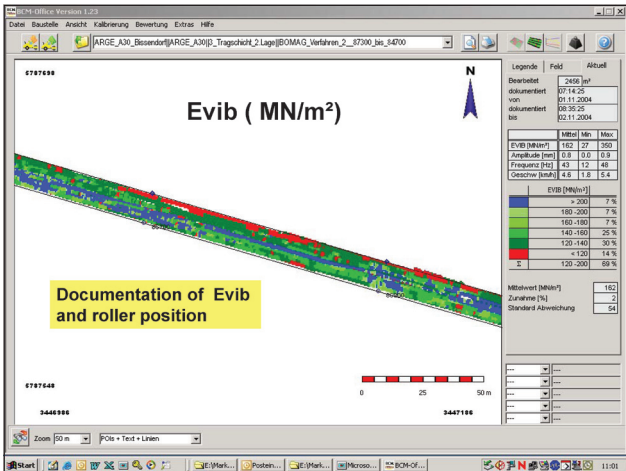 BCM-Office Version 1.23
Datei Baustelle Ansicht Kalibrierung Bewertung Extras Hilfe
ARGE_A30_Bissendorf||ARGE_A30||3_Tragschicht_2.Lage||BOMAG_Verfahren_2__87300_bis_84700
6787698
N
Evib ( MN/m²)
Documentation of Evib
and roller position
0 25 50 m
6787648
3446986 3447186
Legende Feld Aktuell
Bearbeitet 2456 m²
dokumentiert 07:14:25
von 01.11.2004
dokumentiert 08:35:25
bis 02.11.2004
Mittel Min Max
EVIB [MN/m²] 162 27 350
Amplitude [mm] 0.8 0.0 0.9
Frequenz [Hz] 43 12 48
Geschw [km/h] 4.6 1.8 5.4
EVIB [MN/m²]
> 200 7 %
180 -200 7 %
160 -180 7 %
140 -160 25 %
120 -140 30 %
< 120 14 %
Σ 120 -200 69 %
Mittelwert [MN/m²] 162
Zunahme [%] 2
Standard Abweichung 54
---
---
---
---
---
---
---
---
---
---
Zoom 50 m POIs + Text + Linien
Start E:\Mark... Postein... E:\Mark... Microso... BCM-Of... 11:01